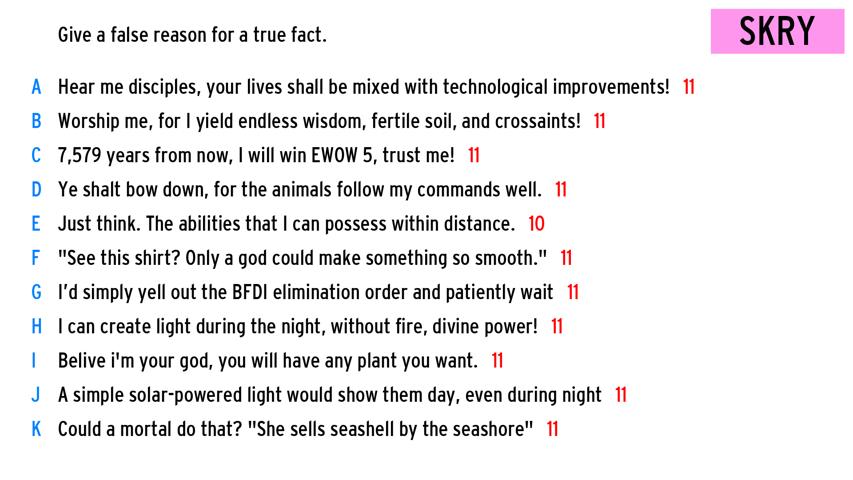 Give a false reason for a true fact.
SKRY
A Hear me disciples, your lives shall be mixed with technological improvements! 11
B Worship me, for I yield endless wisdom, fertile soil, and crossaints! 11
C 7,579 years from now, I will win EWOW 5, trust me! 11
D Ye shalt bow down, for the animals follow my commands well. 11
E Just think. The abilities that I can possess within distance. 10
F "See this shirt? Only a god could make something so smooth." 11
G I'd simply yell out the BFDI elimination order and patiently wait 11
H I can create light during the night, without fire, divine power! 11
I Belive i'm your god, you will have any plant you want. 11
J A simple solar-powered light would show them day, even during night 11
K Could a mortal do that? "She sells seashell by the seashore" 11